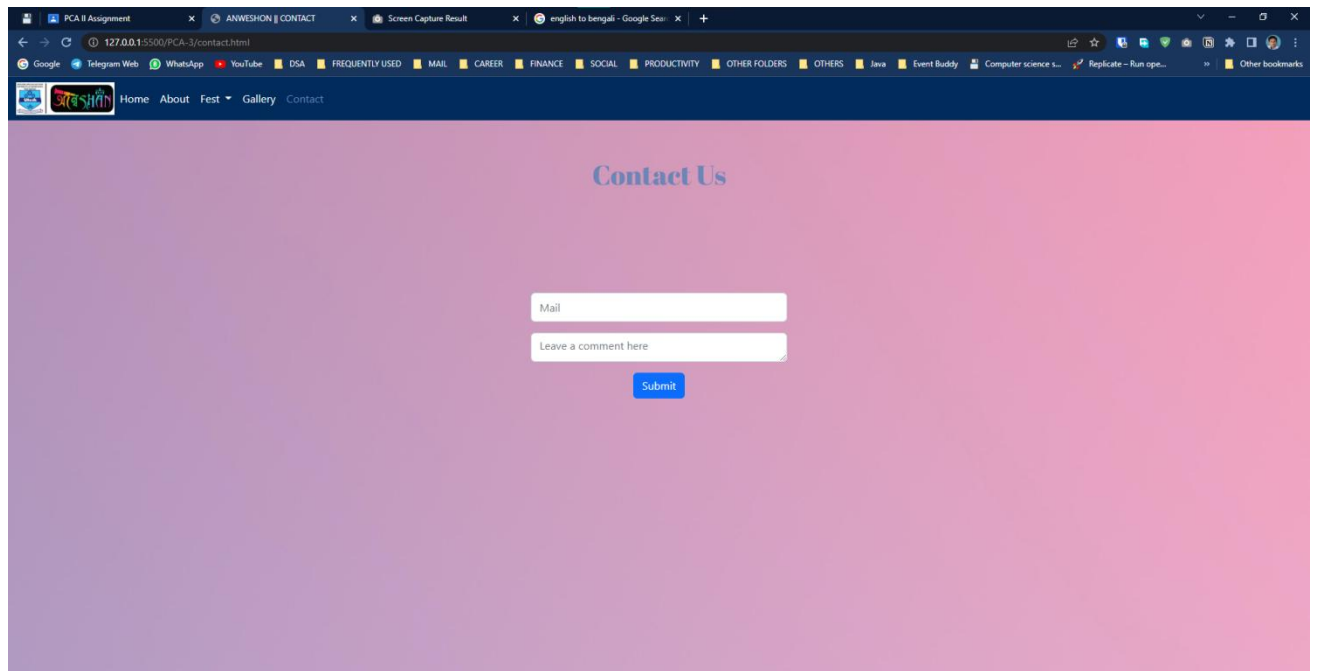 PCA II Assignment
ANWESHON || CONTACT
Screen Capture Result
english to bengali - Google Sear
127.0.0.1:5500/PCA-3/contact.html
Google Telegram Web WhatsApp YouTube DSA FREQUENTLY USED MAIL CAREER FINANCE SOCIAL PRODUCTIVITY OTHER FOLDERS OTHERS Java Event Buddy Computer science s... Replicate – Run ope... » Other bookmarks
Home About Fest Gallery Contact
Contact Us
Mail
Leave a comment here
Submit